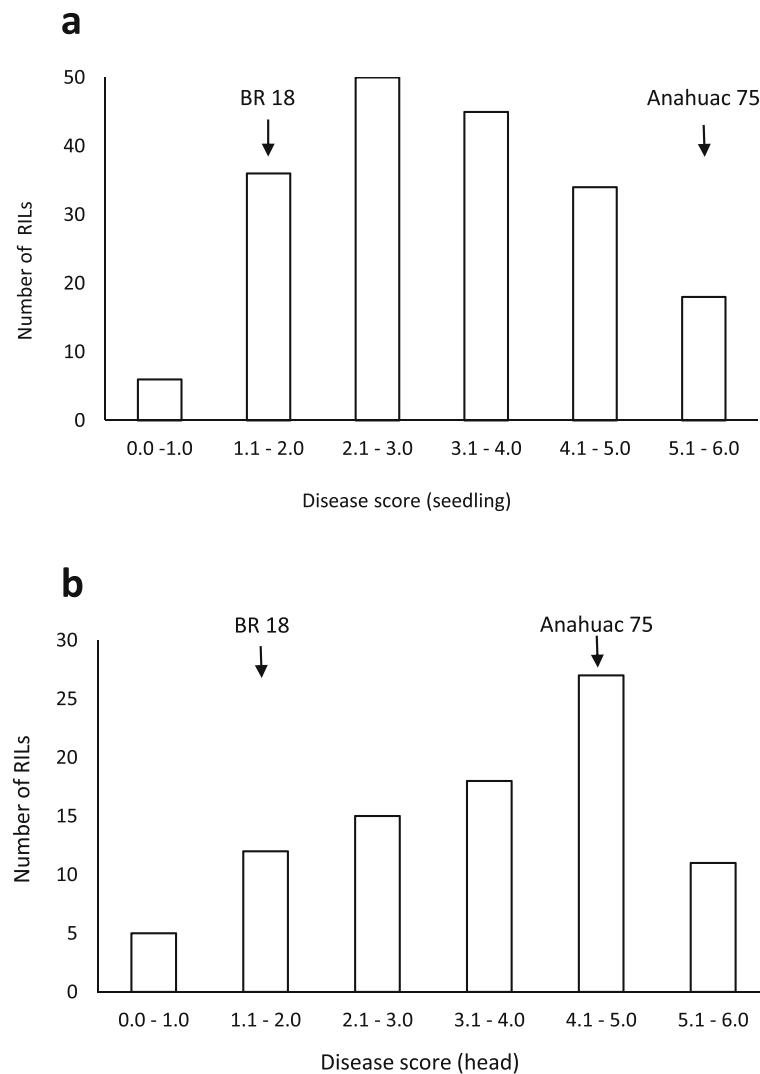 a
50
BR 18
Anahuac 75
40
30
20
10
0
Number of RILs
0.0 -1.0 1.1 - 2.0 2.1 - 3.0 3.1 - 4.0 4.1 - 5.0 5.1 - 6.0
Disease score (seedling)
b
BR 18
Anahuac 75
30
25
20
15
10
5
0
Number of RILs
0.0 - 1.0 1.1 - 2.0 2.1 - 3.0 3.1 - 4.0 4.1 - 5.0 5.1 - 6.0
Disease score (head)